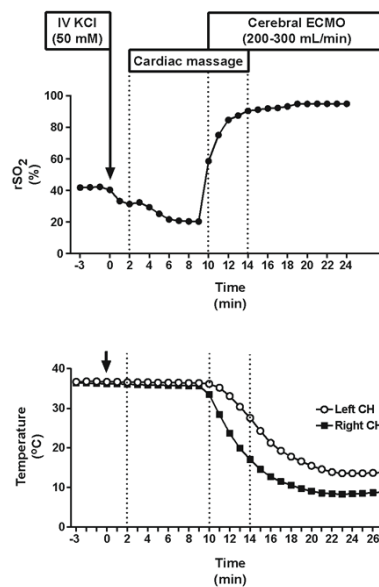 IV KCl
(50 mM)
Cerebral ECMO
(200-300 mL/min)
Cardiac massage
rSO2
(%)
100
80
60
40
20
0
-3 0 2 4 6 8 10 12 14 16 18 20 22 24
Time
(min)
Temperature
(ºC)
40
30
20
10
0
Left CH
Right CH
-3 0 2 4 6 8 10 12 14 16 18 20 22 24 26
Time
(min)